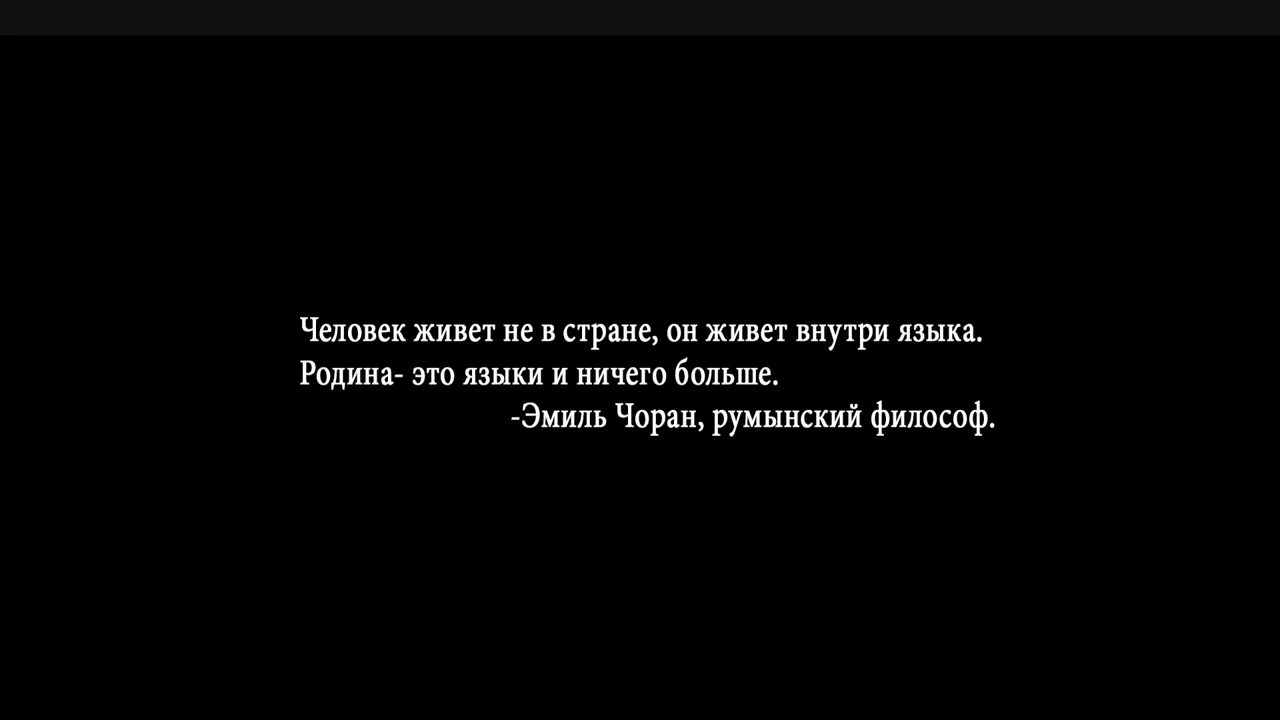 Человек живет не в стране, он живет внутри языка.
Родина- это языки и ничего больше.
-Эмиль Чоран, румынский философ.